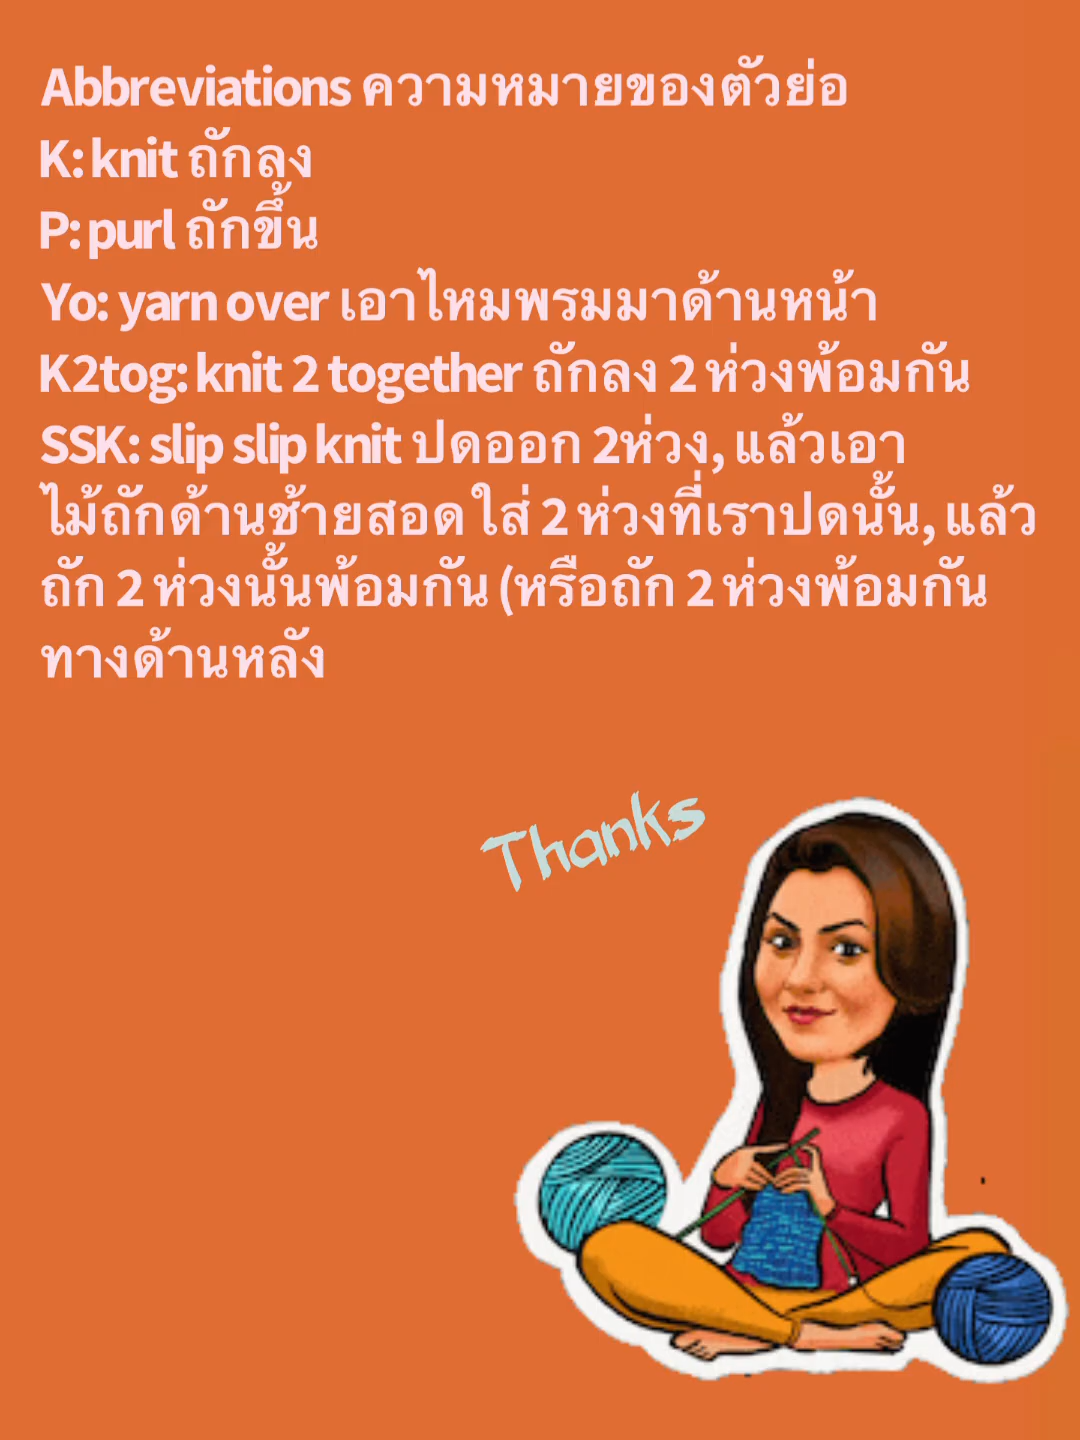 Abbreviations ความหมายของตัวย่อ
K: knit ถักลง
P: purl ถักขึ้น
Yo: yarn over เอาไหมพรมมาด้านหน้า
K2tog: knit 2 together ถักลง 2 ห่วงพ้อมกัน
SSK: slip slip knit ปดออก 2ห่วง, แล้วเอา
ไม้ถักด้านช้ายสอดใส่ 2 ห่วงที่เราปดนั้น, แล้ว
ถัก 2 ห่วงนั้นพ้อมกัน (หรือถัก 2 ห่วงพ้อมกัน
ทางด้านหลัง
Thanks